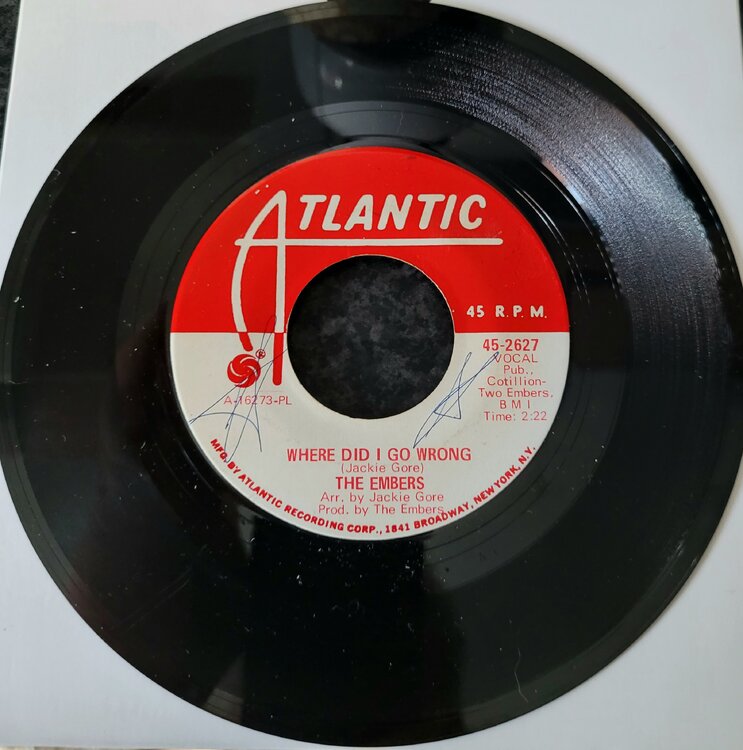 ATLANTIC
45 R.P.M.
®
45-2627
VOCAL
Pub.,
Cotillion-
Two Embers.
B M I
Time: 2:22
A-16273-PL
WHERE DID I GO WRONG
(Jackie Gore)
THE EMBERS
Arr. by Jackie Gore
Prod. by The Embers
MFG. BY ATLANTIC RECORDING CORP., 1841 BROADWAY, NEW YORK, N.Y.